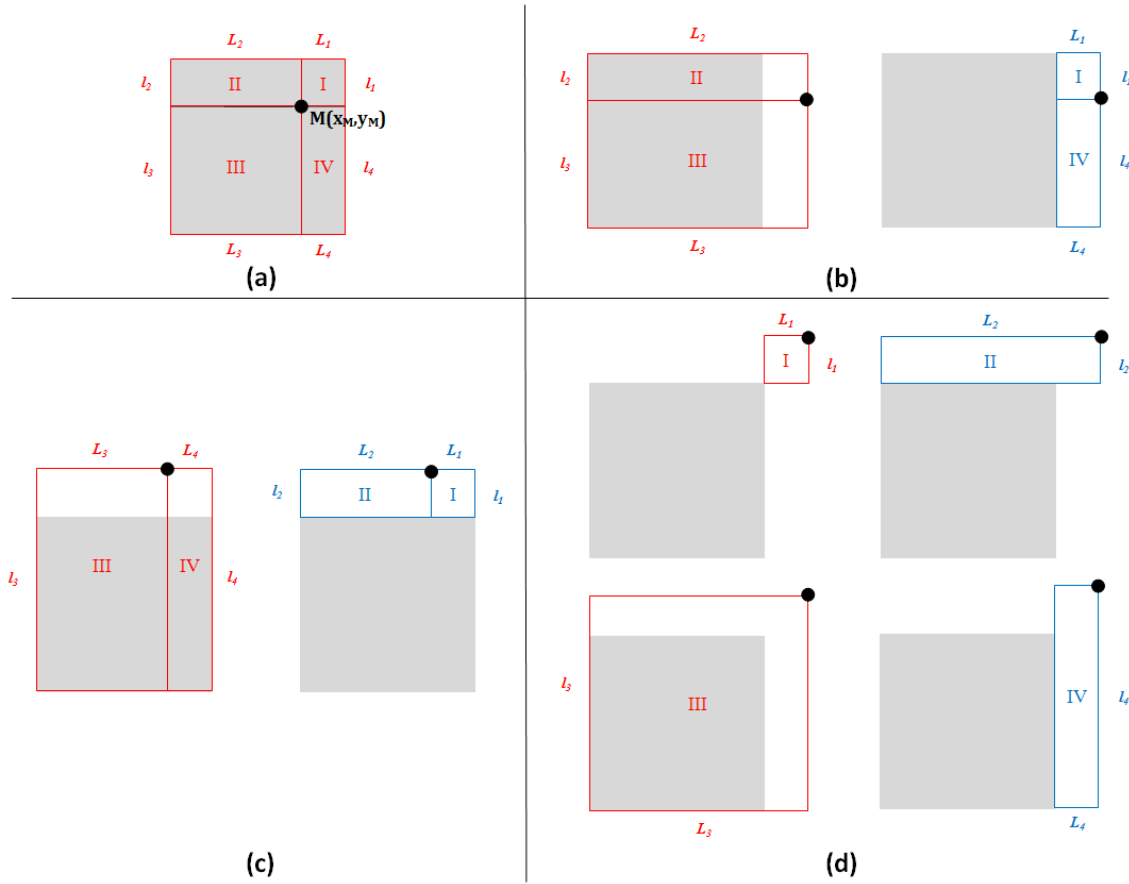 L₂ L₁
l₂ II I l₁
M(x_M,y_M)
l₃ III IV l₄
L₃ L₄
(a)
L₂ L₁
l₂ II I l₁
l₃ III IV l₄
L₃ L₄
(b)
L₃ L₄ L₂ L₁
l₂ II I l₁
l₃ III IV l₄
(c)
L₁ L₂
I l₁ II l₂
l₃ III IV l₄
L₃ L₄
(d)